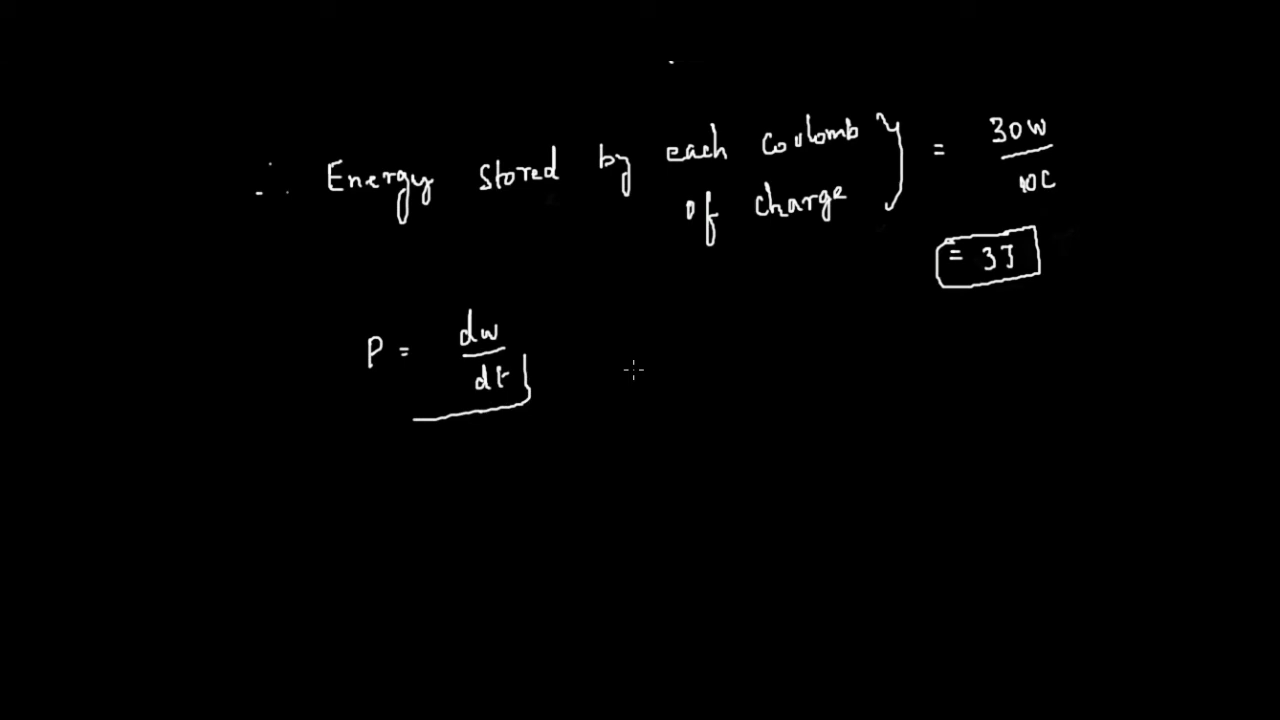 ∴ Energy stored by each coulomb } = 30W / 10C
of charge
= 3J
P = dw / dt